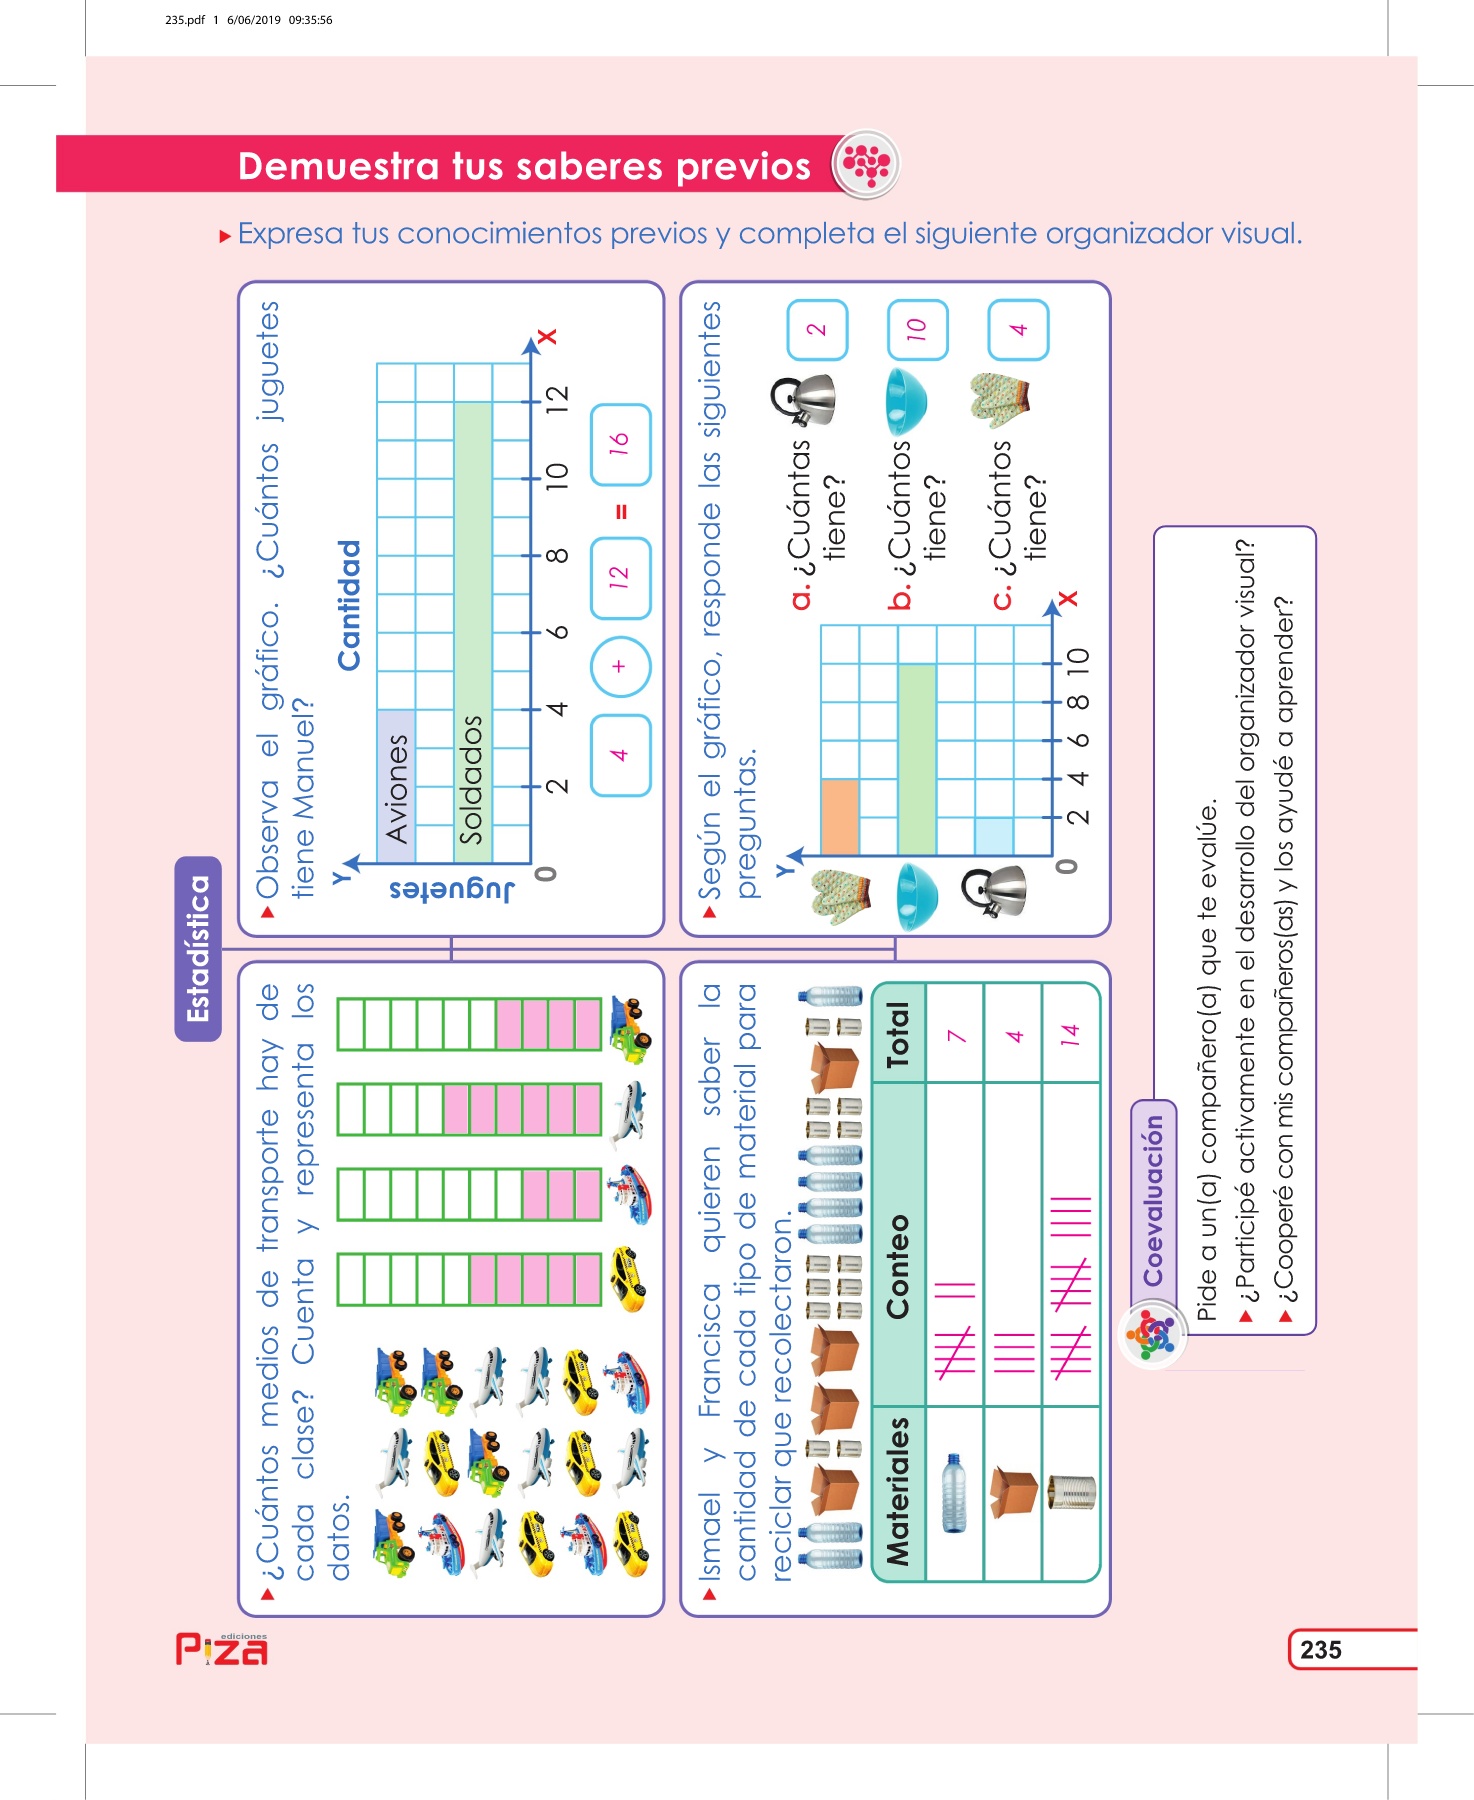 235.pdf 1 6/06/2019 09:35:56
Demuestra tus saberes previos
Expresa tus conocimientos previos y completa el siguiente organizador visual.
Estadística
¿Cuántos medios de transporte hay de
cada clase? Cuenta y representa los
datos.
Observa el gráfico. ¿Cuántos juguetes
tiene Manuel?
Cantidad
Y
Juguetes
Aviones
Soldados
0 2 4 6 8 10 12 X
4 + 12 = 16
Ismael y Francisca quieren saber la
cantidad de cada tipo de material para
reciclar que recolectaron.
Materiales Conteo Total
7
4
14
Según el gráfico, responde las siguientes
preguntas.
Y
0 2 4 6 8 10 X
a. ¿Cuántas
tiene?
2
b. ¿Cuántos
tiene?
10
c. ¿Cuántos
tiene?
4
Coevaluación
Pide a un(a) compañero(a) que te evalúe.
¿Participé activamente en el desarrollo del organizador visual?
¿Cooperé con mis compañeros(as) y los ayudé a aprender?
ediciones
Piza
235